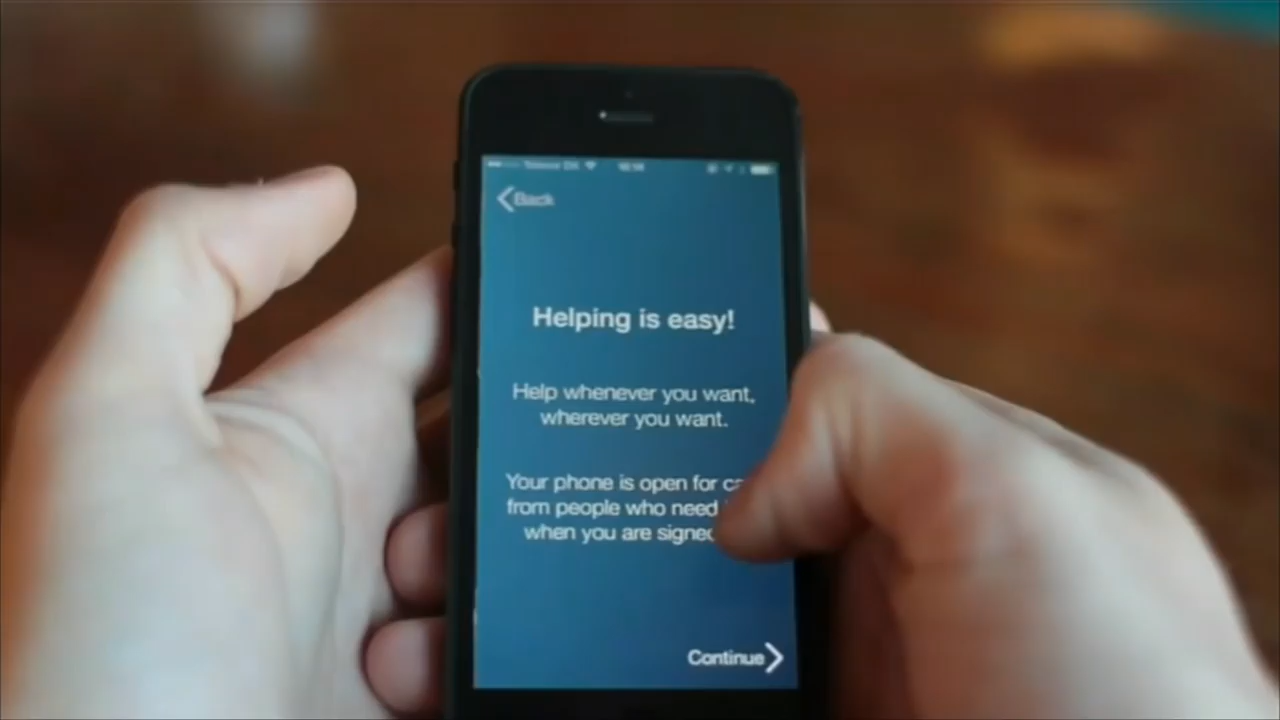 Back
Helping is easy!
Help whenever you want,
wherever you want.
Your phone is open for
from people who need
when you are signed
Continue